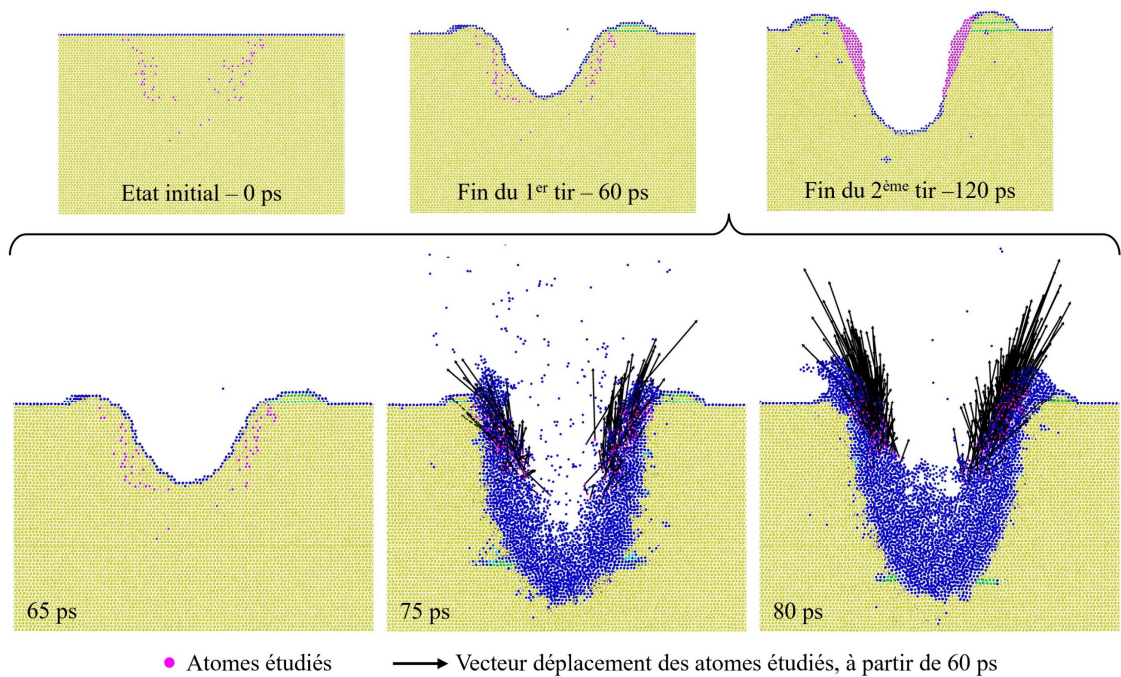 Etat initial – 0 ps
Fin du 1er tir – 60 ps
Fin du 2ème tir –120 ps
65 ps
75 ps
80 ps
Atomes étudiés
Vecteur déplacement des atomes étudiés, à partir de 60 ps